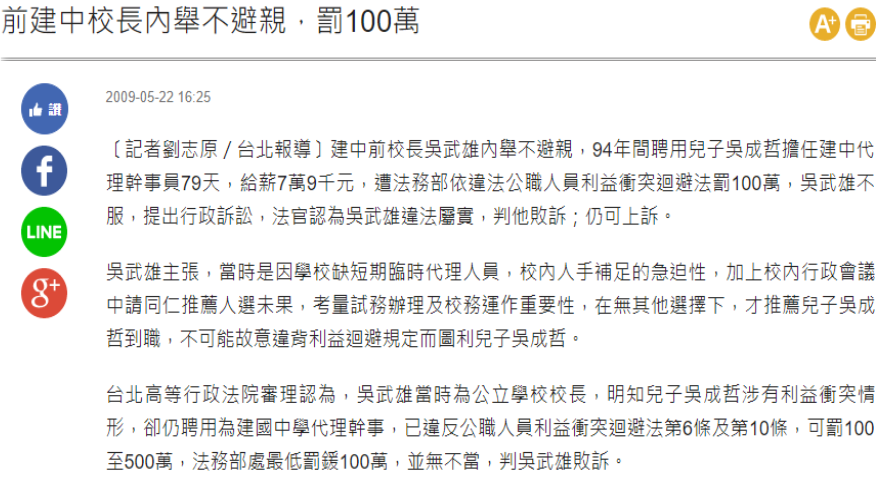 前建中校長內舉不避親，罰100萬
A+
讚
2009-05-22 16:25
f
〔記者劉志原／台北報導〕建中前校長吳武雄內舉不避親，94年間聘用兒子吳成哲擔任建中代
理幹事員79天，給薪7萬9千元，遭法務部依違法公職人員利益衝突迴避法罰100萬，吳武雄不
服，提出行政訴訟，法官認為吳武雄違法屬實，判他敗訴；仍可上訴。
LINE
g+
吳武雄主張，當時是因學校缺短期臨時代理人員，校內人手補足的急迫性，加上校內行政會議
中請同仁推薦人選未果，考量試務辦理及校務運作重要性，在無其他選擇下，才推薦兒子吳成
哲到職，不可能故意違背利益迴避規定而圖利兒子吳成哲。
台北高等行政法院審理認為，吳武雄當時為公立學校校長，明知兒子吳成哲涉有利益衝突情
形，卻仍聘用為建國中學代理幹事，已違反公職人員利益衝突迴避法第6條及第10條，可罰100
至500萬，法務部處最低罰鍰100萬，並無不當，判吳武雄敗訴。